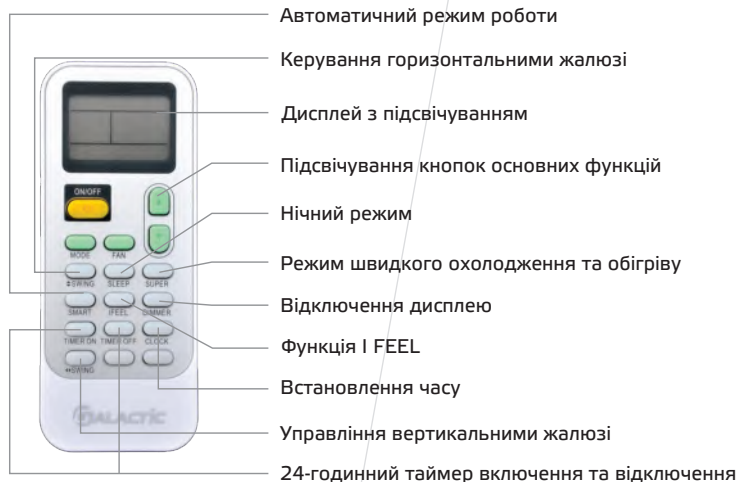 Автоматичний режим роботи
Керування горизонтальними жалюзі
Дисплей з підсвічуванням
Підсвічування кнопок основних функцій
ON/OFF
Нічний режим
MODE FAN
Режим швидкого охолодження та обігріву
SWING SLEEP SUPER
Відключення дисплею
SMART IFEEL DIMMER
Функція I FEEL
TIMER ON TIMER OFF CLOCK
Встановлення часу
SWING
GALACTIC
Управління вертикальними жалюзі
24-годинний таймер включення та відключення